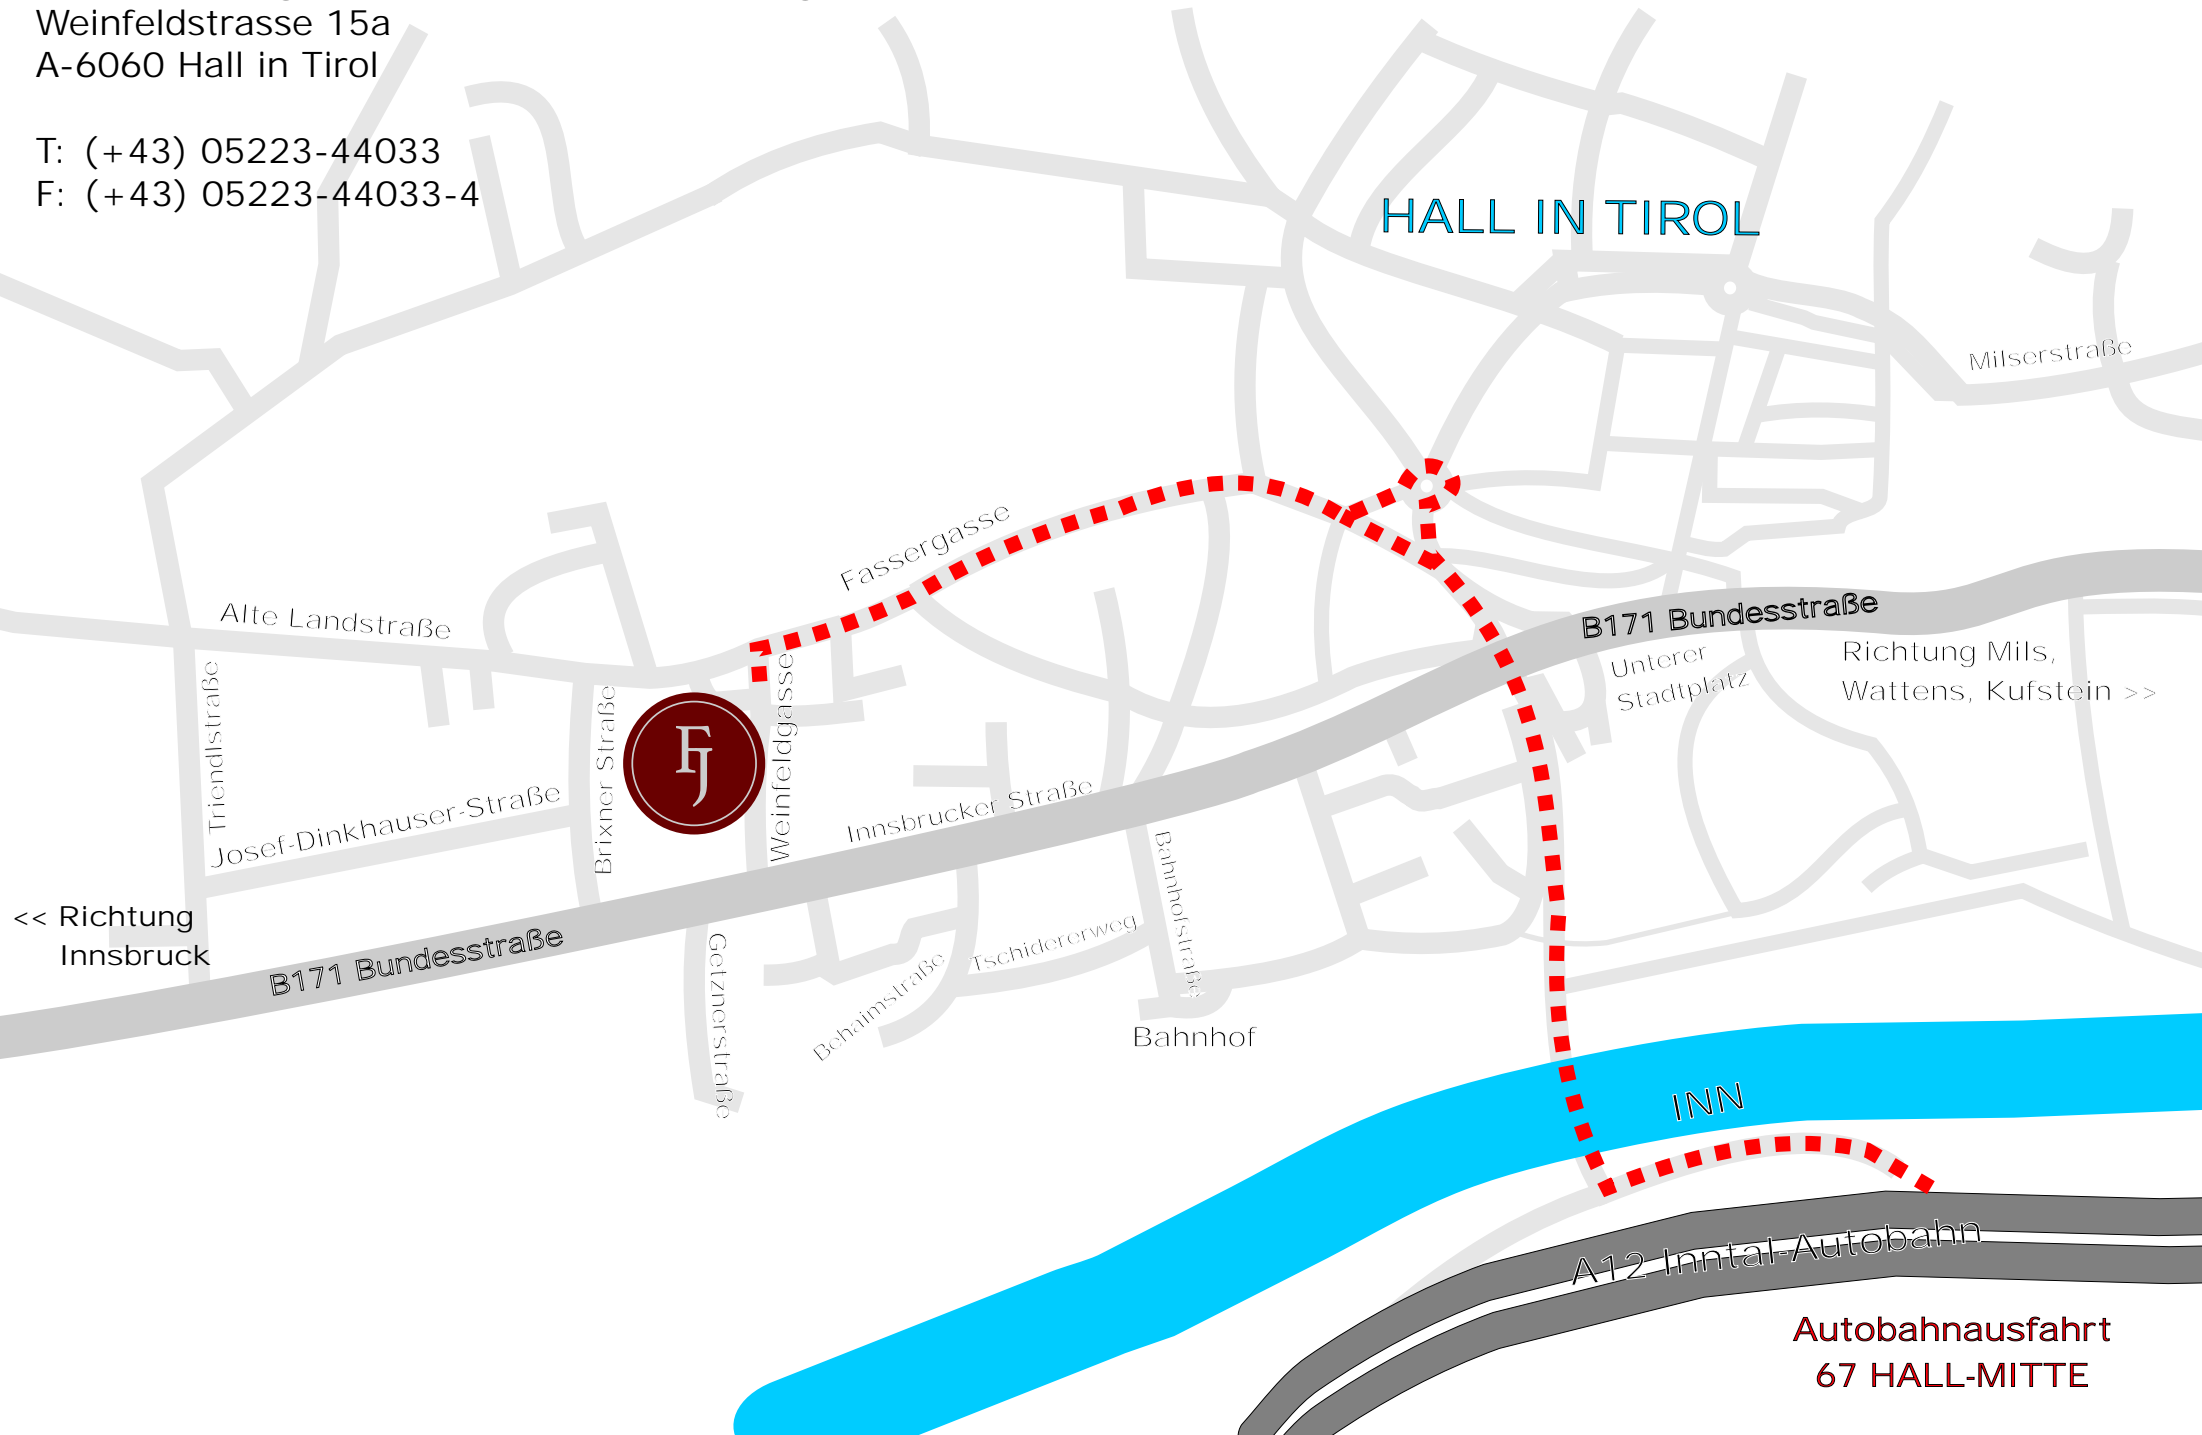 Weinfeldstrasse 15a
A-6060 Hall in Tirol
T: (+43) 05223-44033
F: (+43) 05223-44033-4
HALL IN TIROL
Milserstraße
Fassergasse
Alte Landstraße
B171 Bundesstraße
Richtung Mils,
Wattens, Kufstein >>
Unterer
Stadtplatz
Triendlstraße
Brixner Straße
FJ
Weinfeldgasse
Josef-Dinkhauser-Straße
Innsbrucker Straße
Bahnhofstraße
<< Richtung
Innsbruck
B171 Bundesstraße
Getznerstraße
Behaimstraße
Tschidererweg
Bahnhof
INN
A12 Inntal-Autobahn
Autobahnausfahrt
67 HALL-MITTE